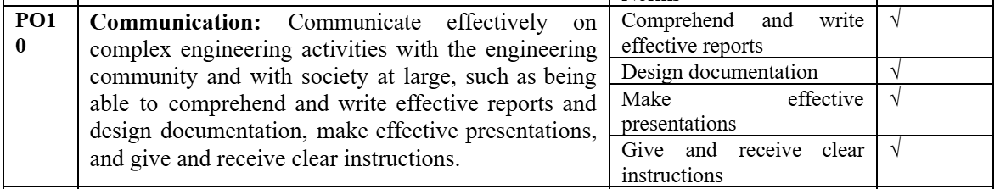 PO1
0
Communication: Communicate effectively on
complex engineering activities with the engineering
community and with society at large, such as being
able to comprehend and write effective reports and
design documentation, make effective presentations,
and give and receive clear instructions.
Comprehend and write
effective reports
√
Design documentation
√
Make effective
presentations
√
Give and receive clear
instructions
√